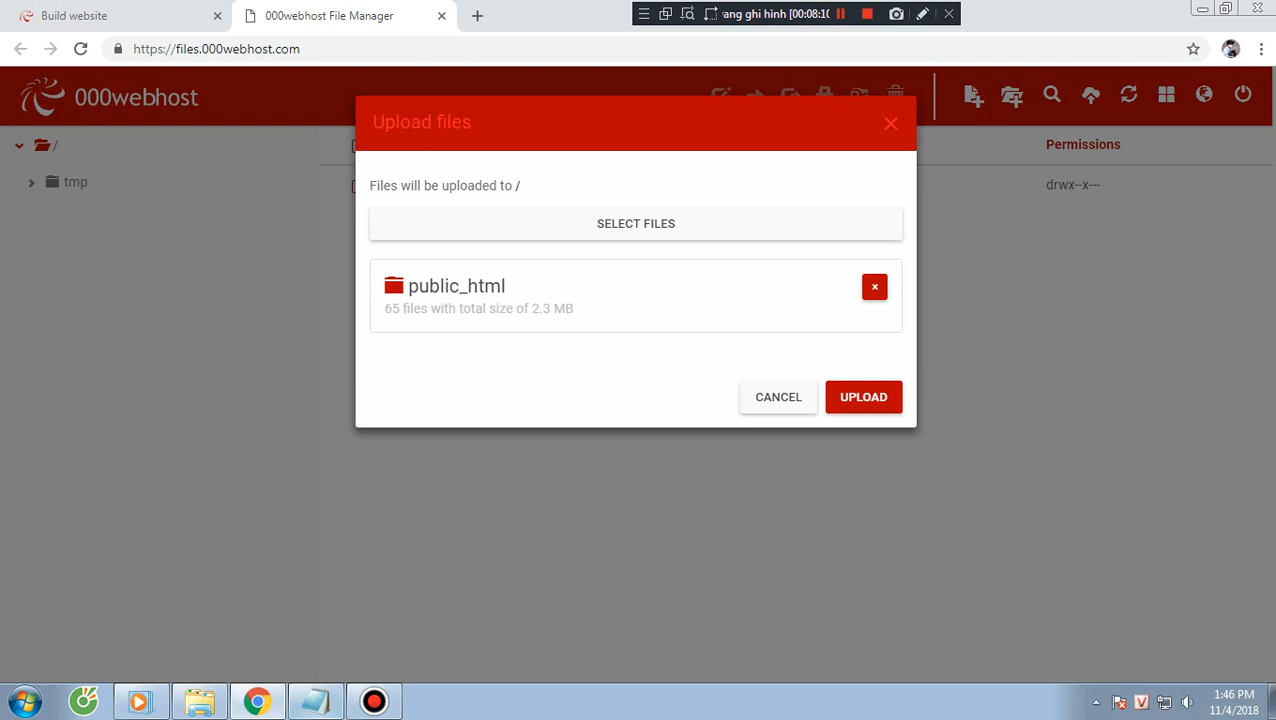 Build website
000webhost File Manager
ang ghi hình [00:08:10
https://files.000webhost.com
000webhost
Upload files
/
Permissions
tmp
drwx--x---
Files will be uploaded to /
SELECT FILES
public_html
x
65 files with total size of 2.3 MB
CANCEL
UPLOAD
V
1:46 PM
11/4/2018